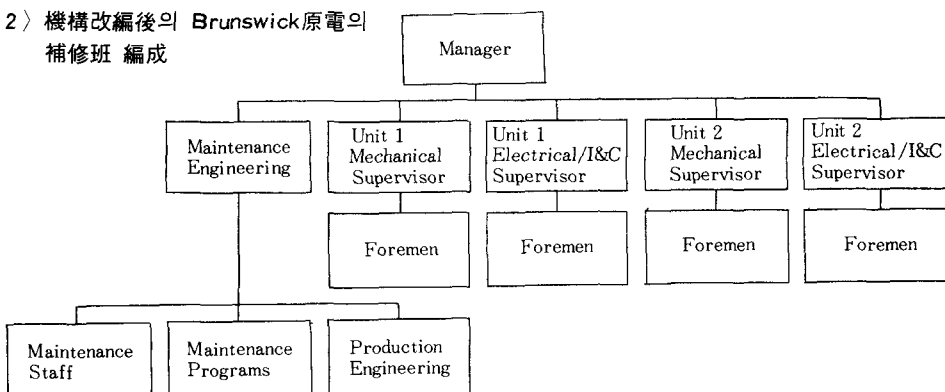 2〉機構改編後의 Brunswick原電의
補修班 編成
Manager
Maintenance
Engineering
Unit 1
Mechanical
Supervisor
Unit 1
Electrical/I&C
Supervisor
Unit 2
Mechanical
Supervisor
Unit 2
Electrical/I&C
Supervisor
Foremen
Foremen
Foremen
Foremen
Maintenance
Staff
Maintenance
Programs
Production
Engineering